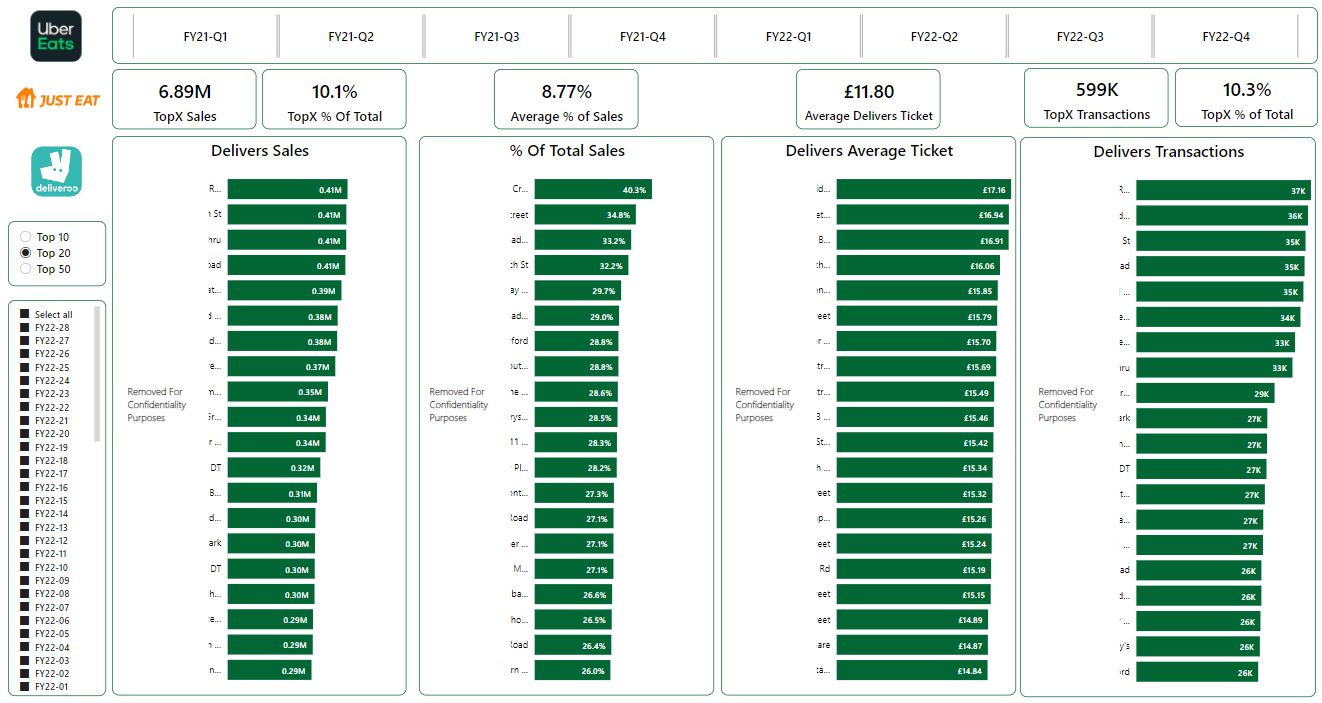 Uber
Eats
JUST EAT
deliveroo
FY21-Q1 FY21-Q2 FY21-Q3 FY21-Q4 FY22-Q1 FY22-Q2 FY22-Q3 FY22-Q4
6.89M
TopX Sales
10.1%
TopX % Of Total
8.77%
Average % of Sales
£11.80
Average Delivers Ticket
599K
TopX Transactions
10.3%
TopX % of Total
Top 10
Top 20
Top 50
Select all
FY22-28
FY22-27
FY22-26
FY22-25
FY22-24
FY22-23
FY22-22
FY22-21
FY22-20
FY22-19
FY22-18
FY22-17
FY22-16
FY22-15
FY22-14
FY22-13
FY22-12
FY22-11
FY22-10
FY22-09
FY22-08
FY22-07
FY22-06
FY22-05
FY22-04
FY22-03
FY22-02
FY22-01
Delivers Sales
Removed For
Confidentiality
Purposes
R... 0.41M
St 0.41M
hru 0.41M
oad 0.41M
at... 0.39M
d ... 0.38M
d... 0.38M
re... 0.37M
m... 0.35M
Gr... 0.34M
r ... 0.34M
DT 0.32M
B... 0.31M
d... 0.30M
ark 0.30M
DT 0.30M
h... 0.30M
e... 0.29M
... 0.29M
n... 0.29M
% Of Total Sales
Removed For
Confidentiality
Purposes
Cr... 40.3%
treet 34.8%
ad... 33.2%
h St 32.2%
ay ... 29.7%
ad... 29.0%
ford 28.8%
out... 28.8%
ne ... 28.6%
rys... 28.5%
11 ... 28.3%
Pl... 28.2%
ont... 27.3%
Road 27.1%
er ... 27.1%
M... 27.1%
ba... 26.6%
ho... 26.5%
Road 26.4%
rn ... 26.0%
Delivers Average Ticket
Removed For
Confidentiality
Purposes
id... £17.16
et... £16.94
B... £16.91
h... £16.06
en... £15.85
reet £15.79
r ... £15.70
tr... £15.69
tr... £15.49
3 ... £15.46
St... £15.42
h ... £15.34
reet £15.32
p... £15.26
reet £15.24
Rd £15.19
reet £15.15
reet £14.89
are £14.87
ta... £14.84
Delivers Transactions
Removed For
Confidentiality
Purposes
R... 37K
d... 36K
St 35K
ad 35K
... 35K
e... 34K
e... 33K
ru 33K
r... 29K
ark 27K
n... 27K
DT 27K
t... 27K
a... 27K
... 27K
ad 26K
d... 26K
... 26K
y's 26K
ord 26K